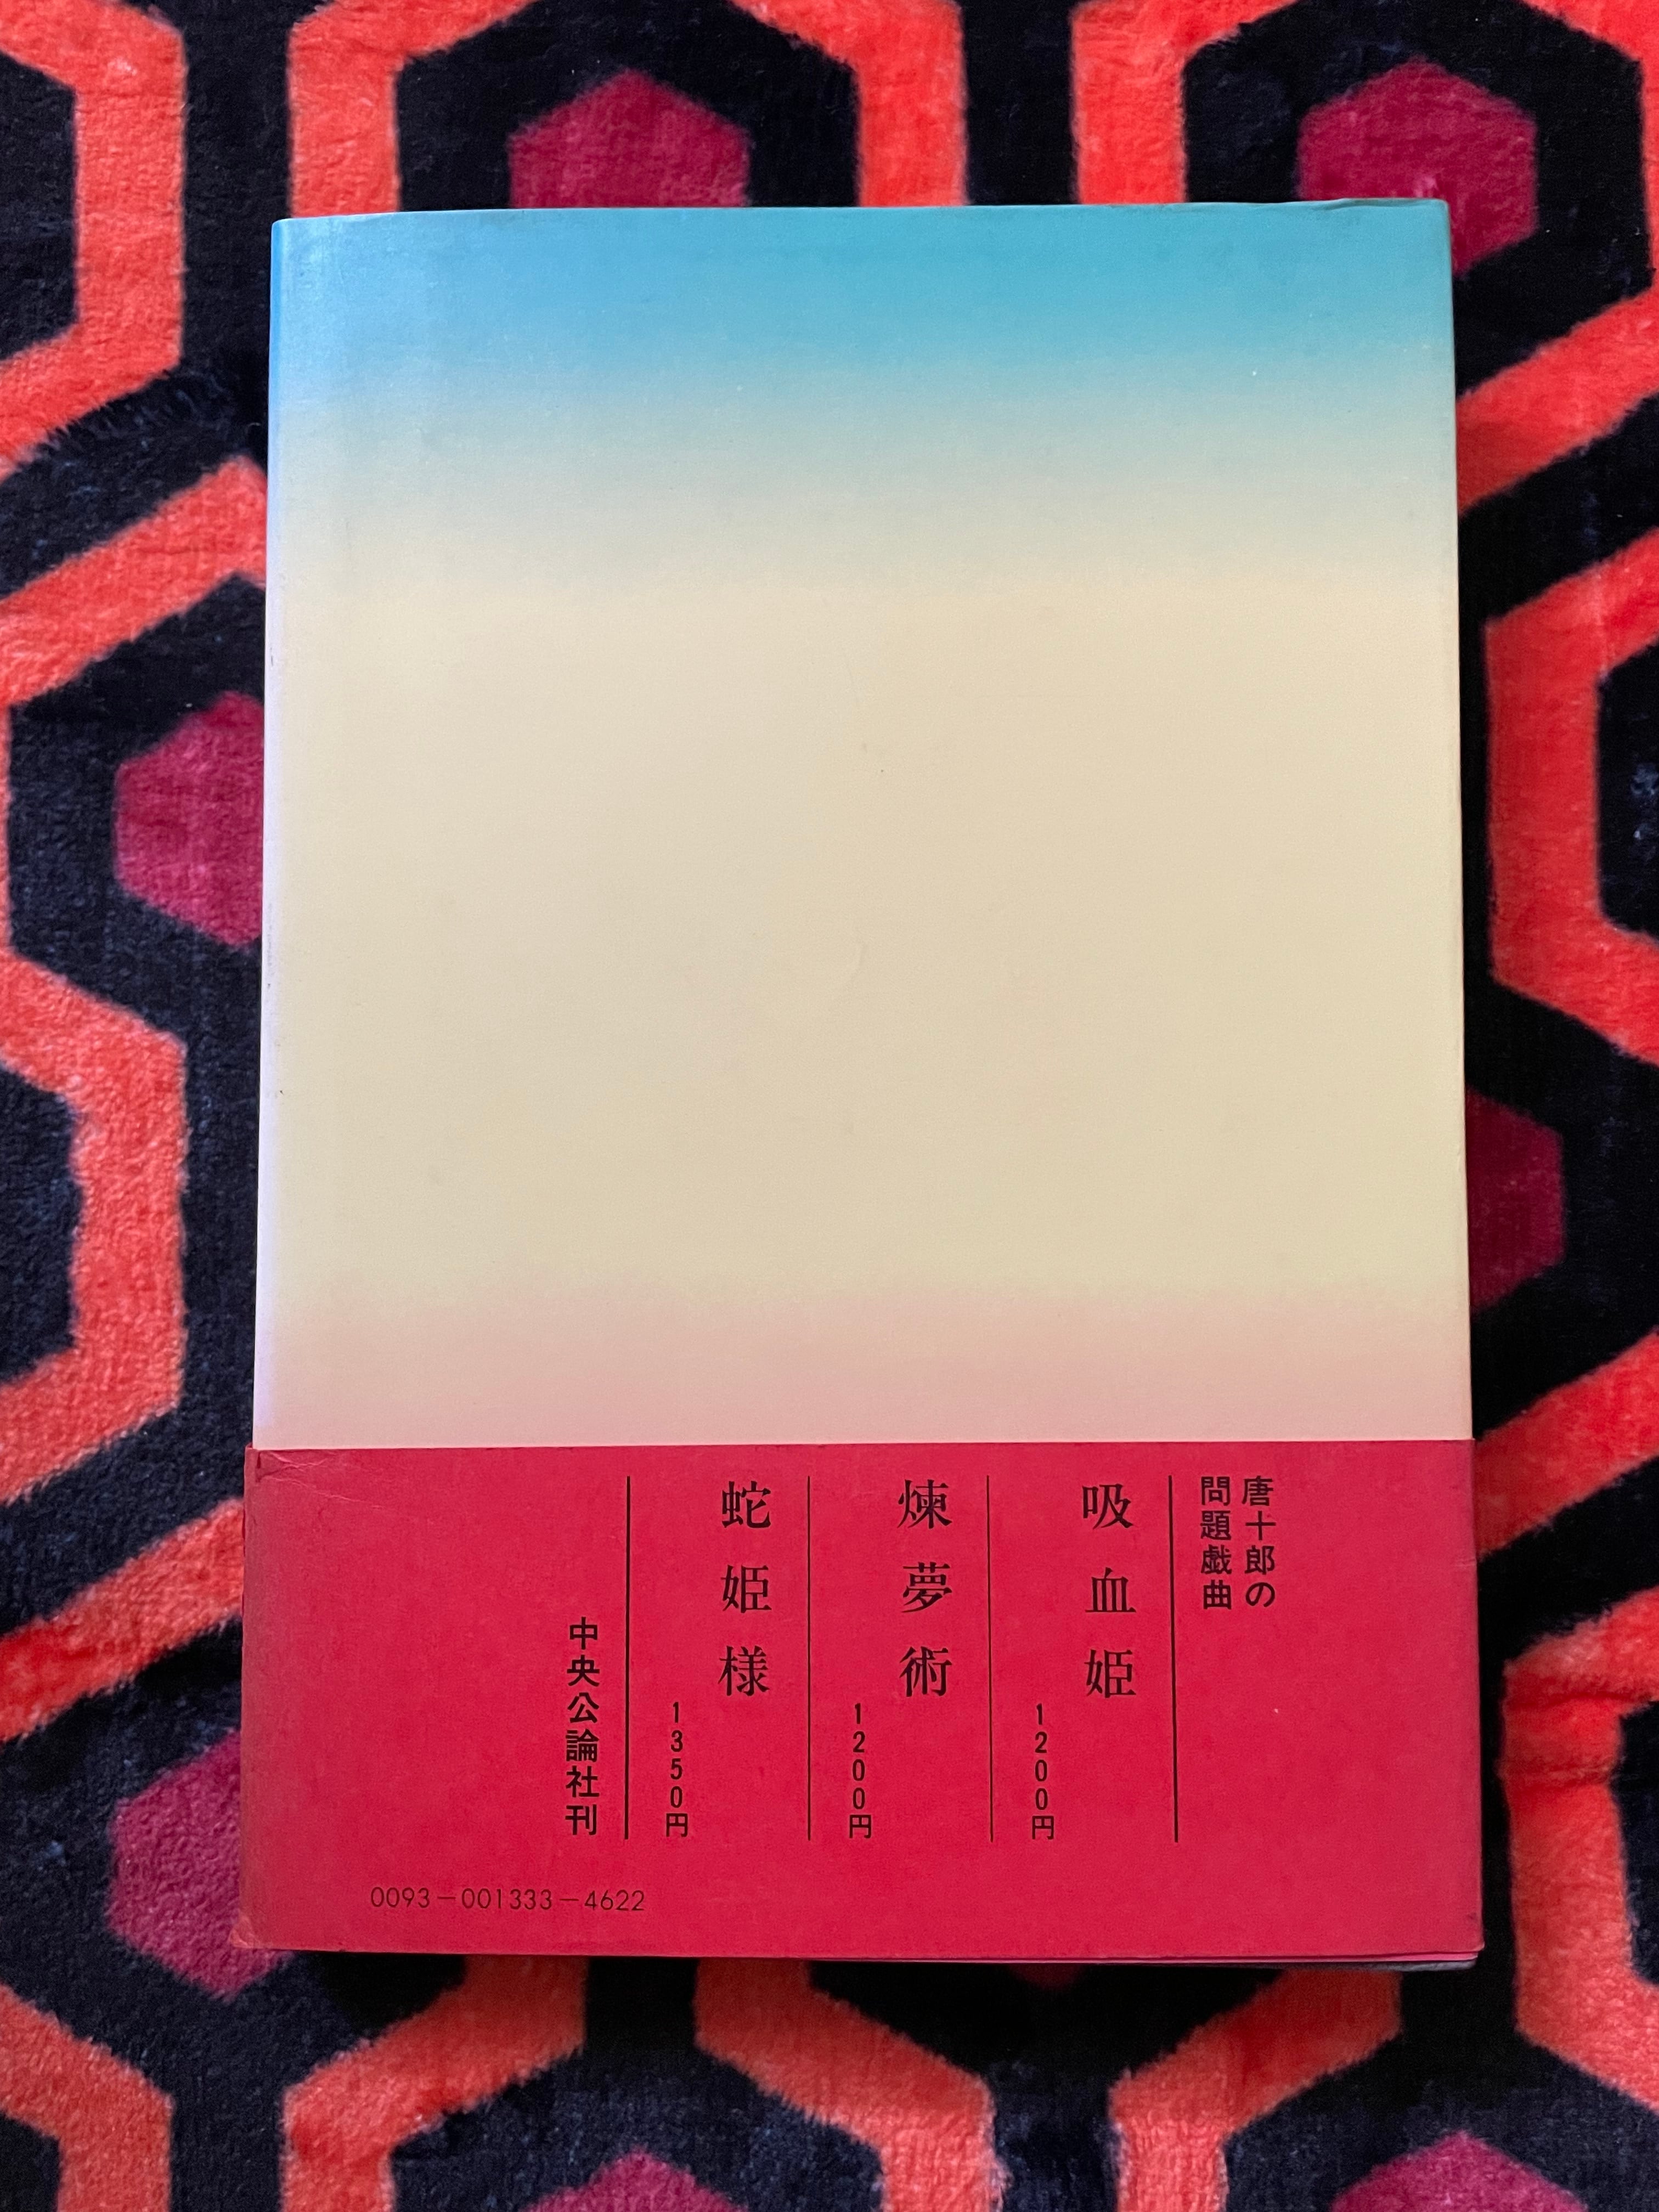 唐十郎の
問題戯曲
吸血姫
1200円
煉夢術
1200円
蛇姫様
1350円
中央公論社刊
0093－001333－4622